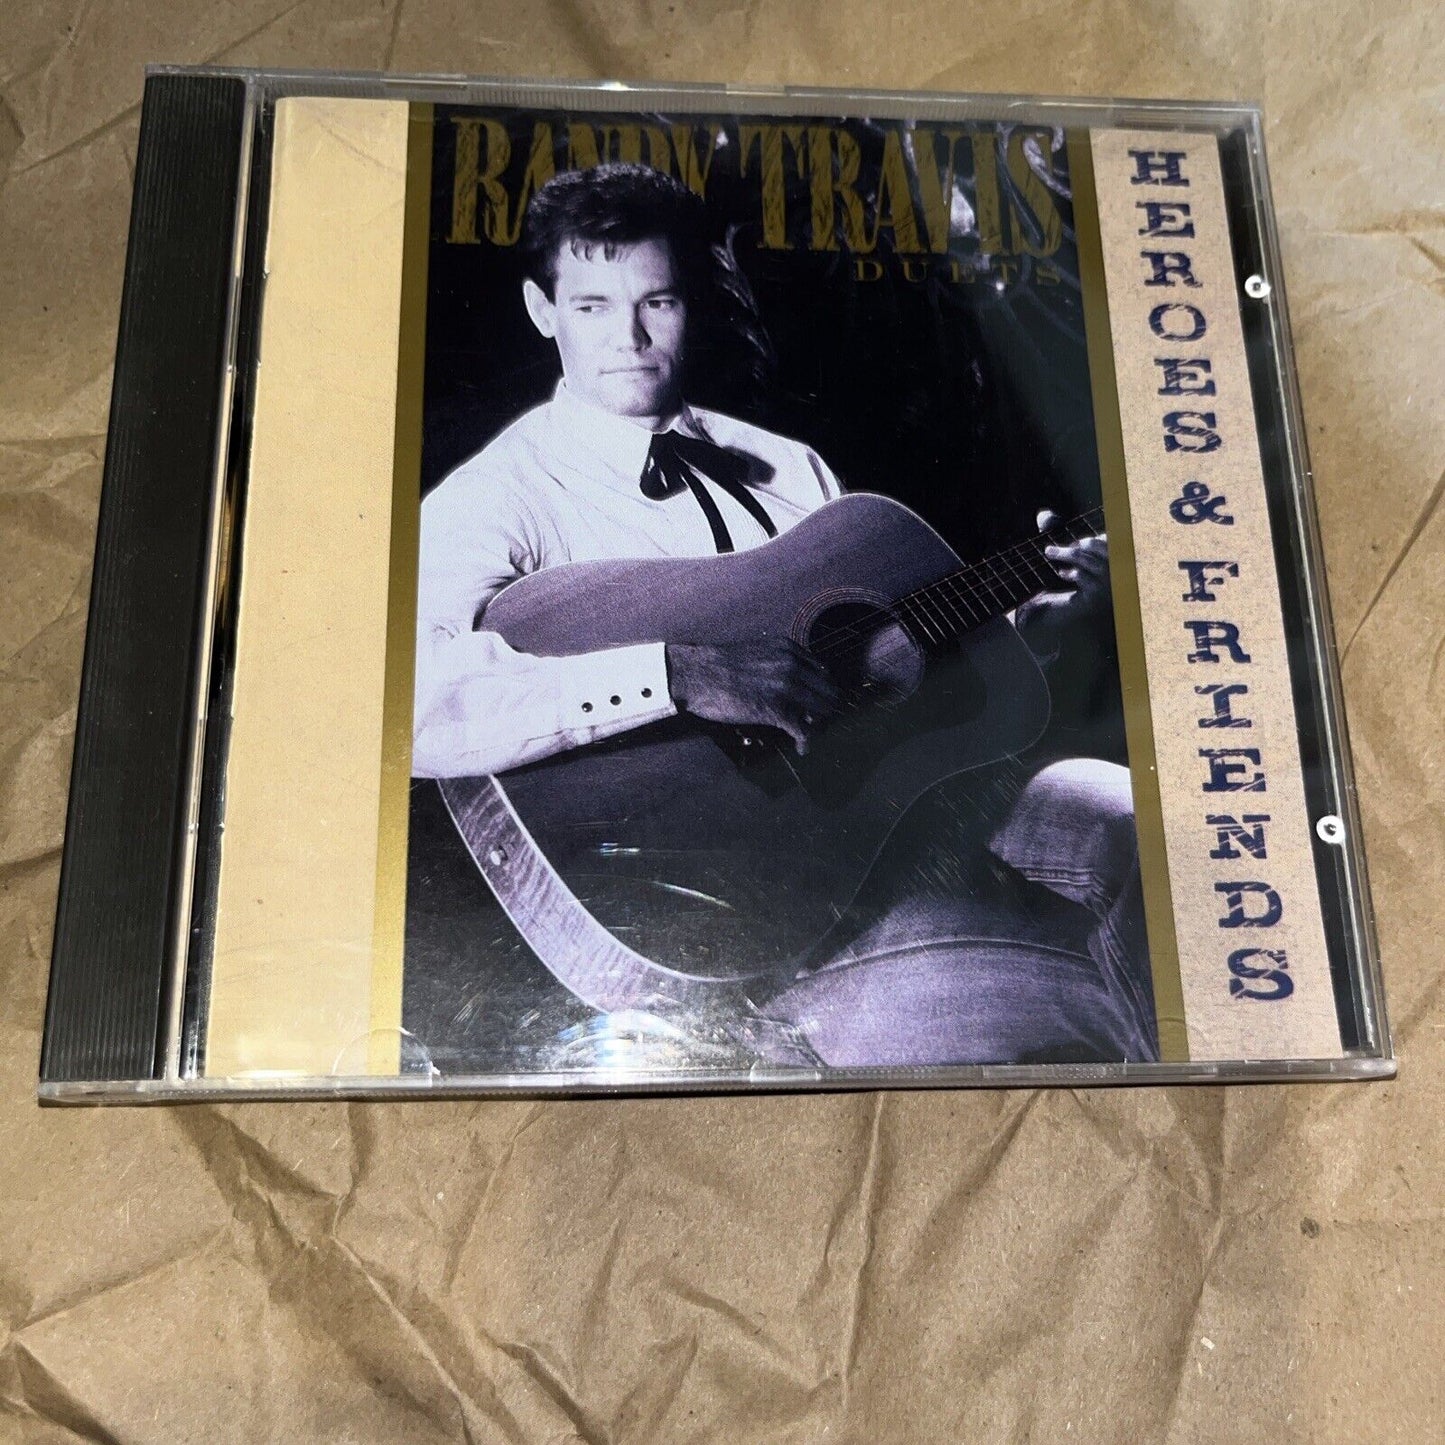 RANDY TRAVIS
DUETS
HEROES & FRIENDS